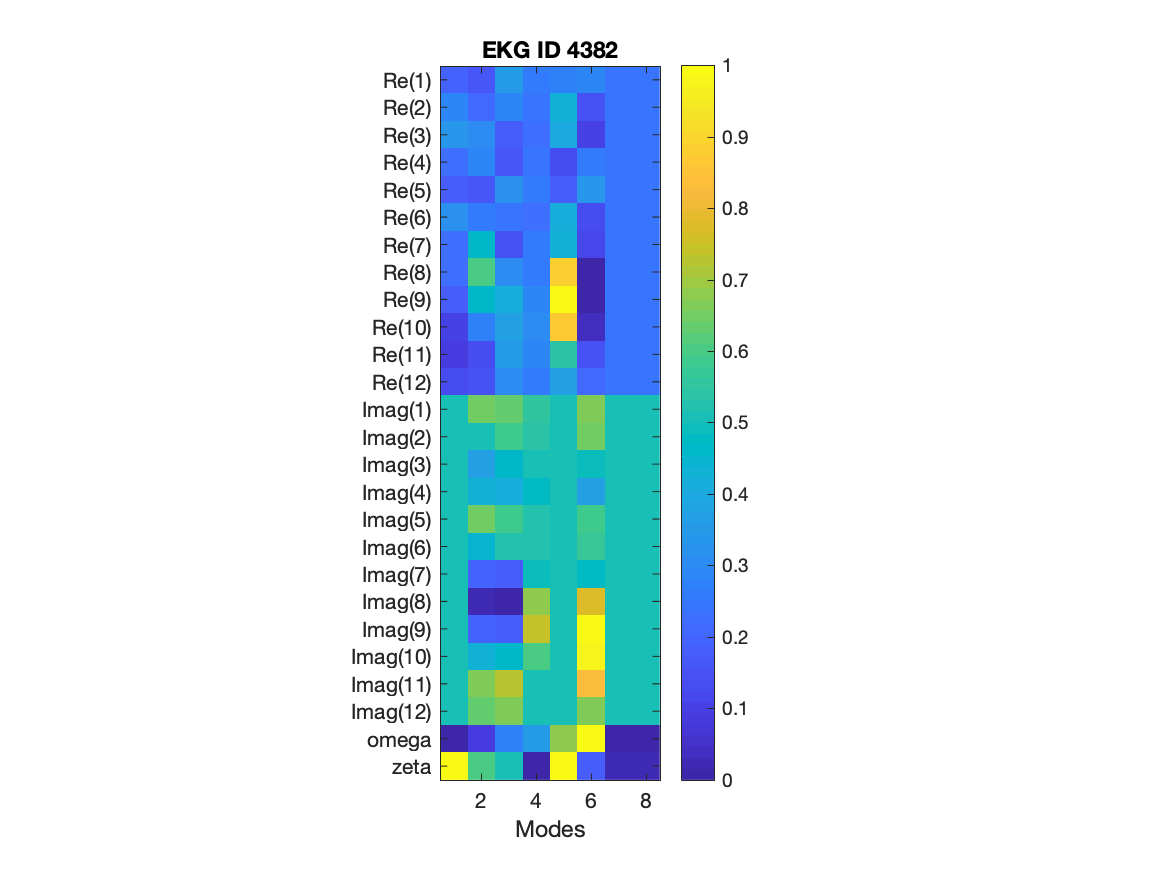 EKG ID 4382
Re(1)
Re(2)
Re(3)
Re(4)
Re(5)
Re(6)
Re(7)
Re(8)
Re(9)
Re(10)
Re(11)
Re(12)
Imag(1)
Imag(2)
Imag(3)
Imag(4)
Imag(5)
Imag(6)
Imag(7)
Imag(8)
Imag(9)
Imag(10)
Imag(11)
Imag(12)
omega
zeta
2 4 6 8
Modes
1
0.9
0.8
0.7
0.6
0.5
0.4
0.3
0.2
0.1
0